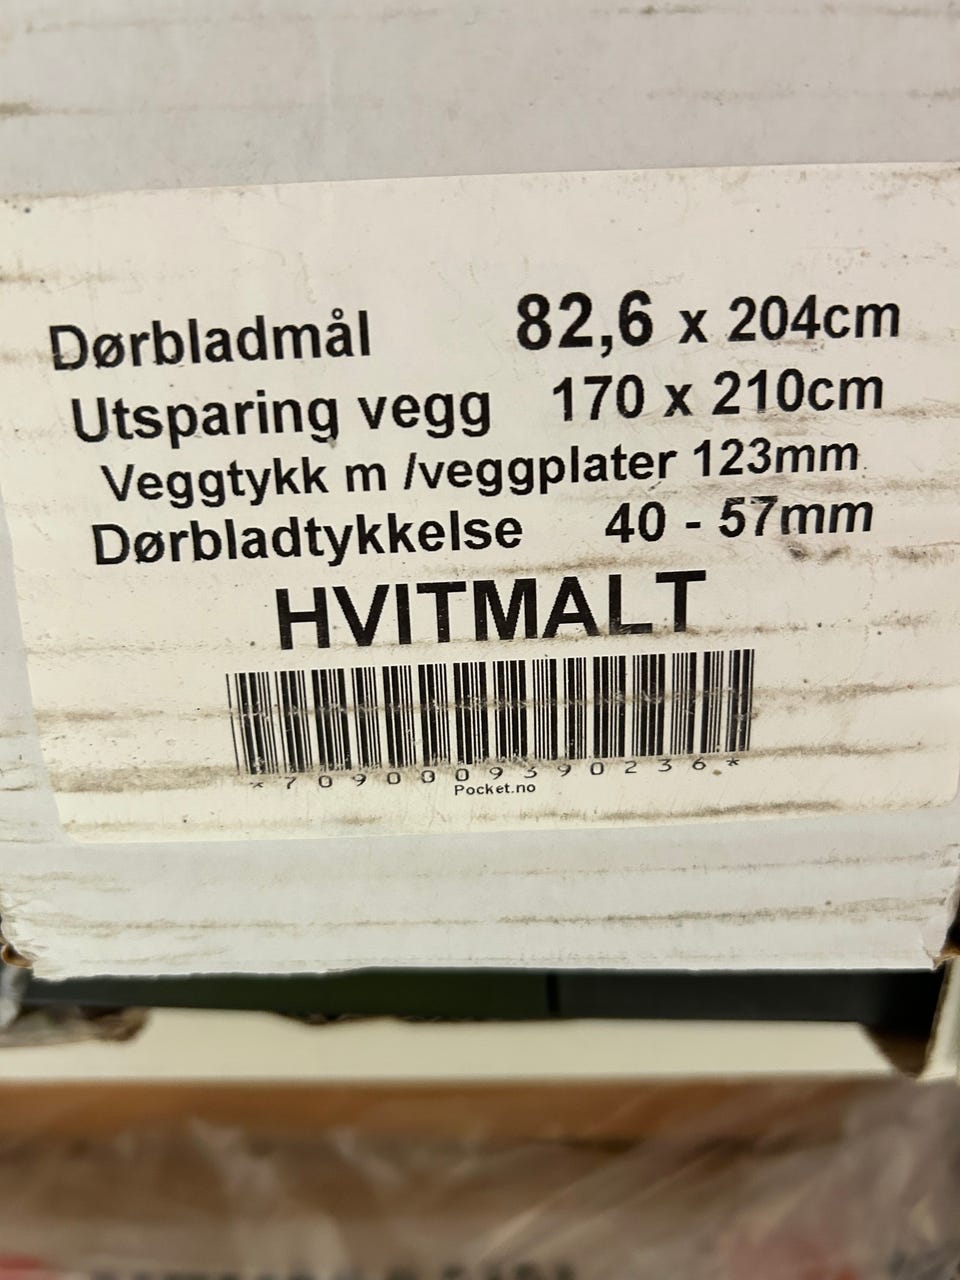 Dørbladmål 82,6 x 204cm
Utsparing vegg 170 x 210cm
Veggtykk m /veggplater 123mm
Dørbladtykkelse 40 - 57mm
HVITMALT
*7090009390236*
Pocket.no